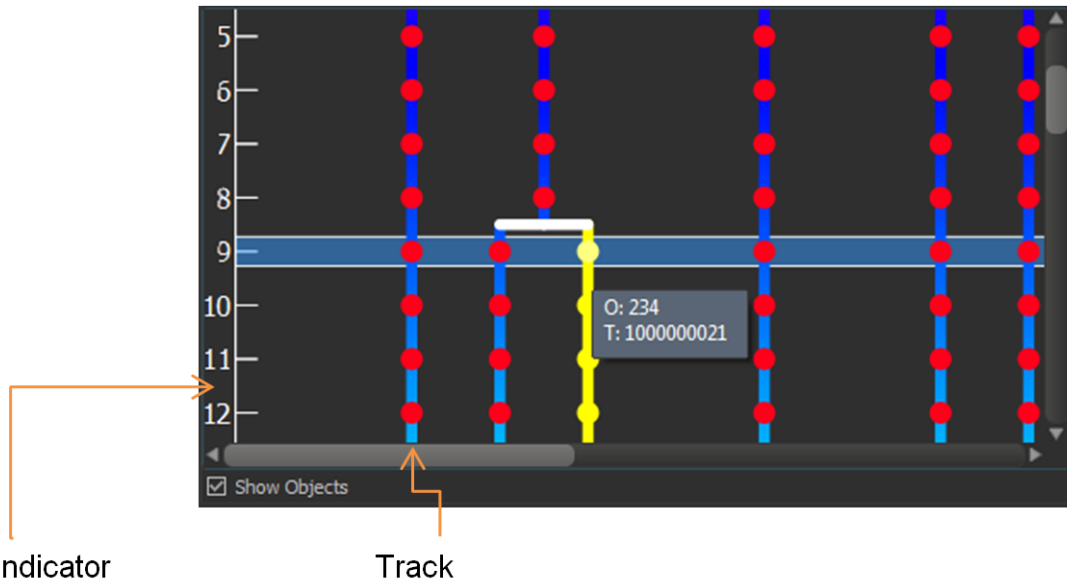 5
6
7
8
9
10
11
12
O: 234
T: 1000000021
Show Objects
ndicator
Track